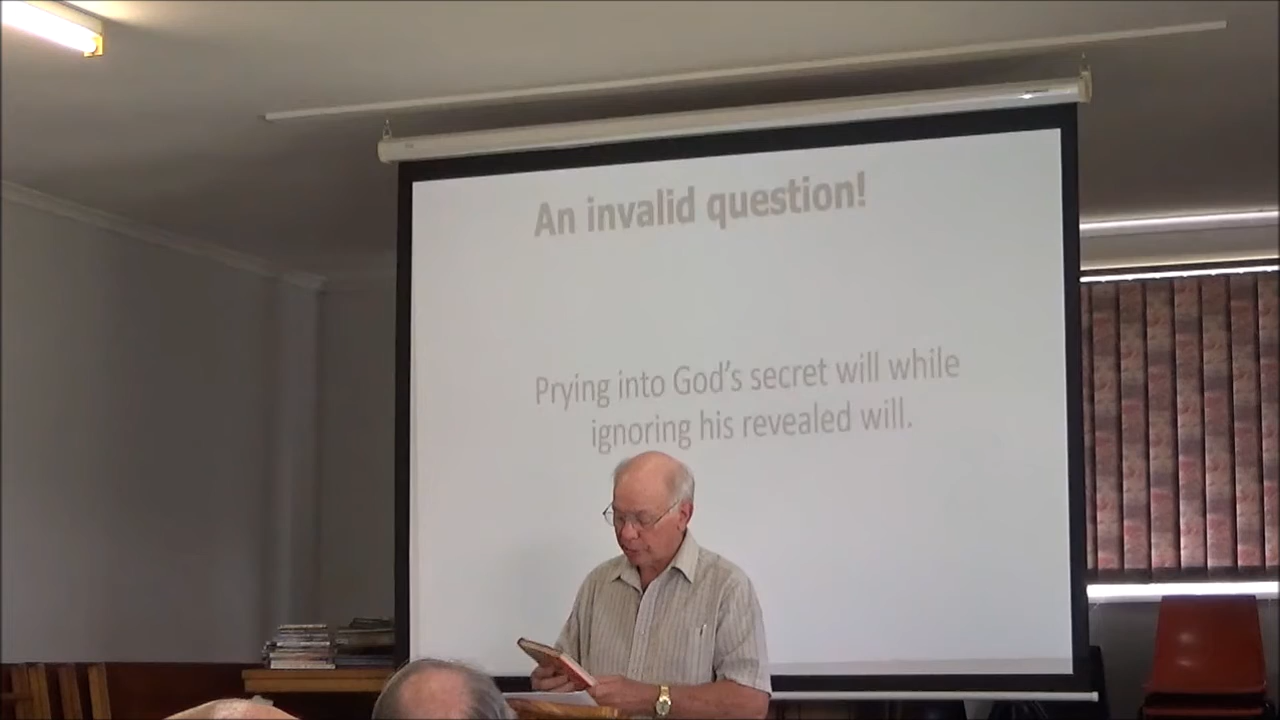 An invalid question!
Prying into God's secret will while
ignoring his revealed will.